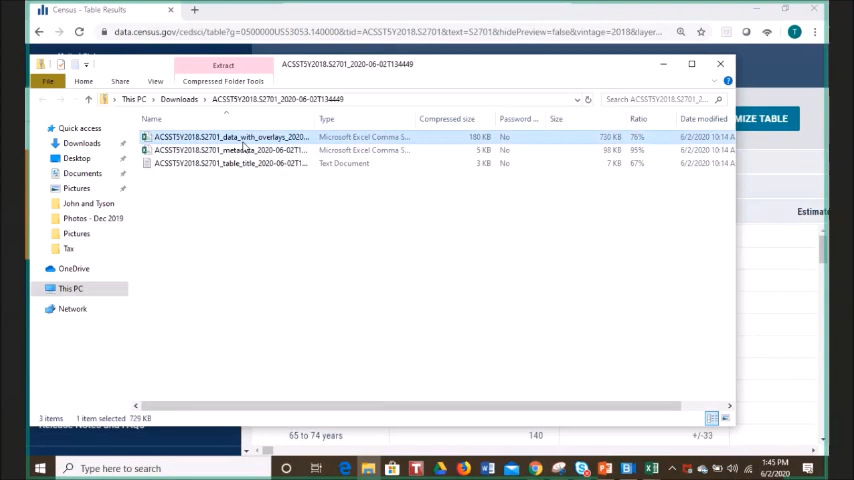 Census - Table Results
data.census.gov/cedsci/table?g=0500000US53053.140000&tid=ACSST5Y2018.S2701&text=S2701&hidePreview=false&vintage=2018&layer...
T
Extract
ACSST5Y2018.S2701_2020-06-02T134449
File Home Share View Compressed Folder Tools
This PC > Downloads > ACSST5Y2018.S2701_2020-06-02T134449
Search ACSST5Y2018.S2701_2...
Name Type Compressed size Password ... Size Ratio Date modified
ACSST5Y2018.S2701_data_with_overlays_2020... Microsoft Excel Comma S... 180 KB No 730 KB 76% 6/2/2020 10:14 A
ACSST5Y2018.S2701_metadata_2020-06-02T1... Microsoft Excel Comma S... 5 KB No 98 KB 95% 6/2/2020 10:14 A
ACSST5Y2018.S2701_table_title_2020-06-02T1... Text Document 3 KB No 7 KB 67% 6/2/2020 10:14 A
Quick access
Downloads
Desktop
Documents
Pictures
John and Tyson
Photos - Dec 2019
Pictures
Tax
OneDrive
This PC
Network
3 items 1 item selected 729 KB
MIZE TABLE
Estimate
65 to 74 years 140 +/-33
Type here to search
1:45 PM
6/2/2020